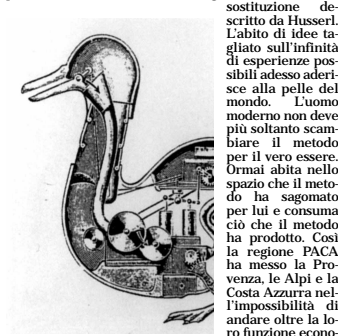 sostituzione de-
scritto da Husserl.
L'abito di idee ta-
gliato sull'infinità
di esperienze pos-
sibili adesso aderi-
sce alla pelle del
mondo. L'uomo
moderno non deve
più soltanto scam-
biare il metodo
per il vero essere.
Ormai abita nello
spazio che il meto-
do ha sagomato
per lui e consuma
ciò che il metodo
ha prodotto. Così
la regione PACA
ha messo la Pro-
venza, le Alpi e la
Costa Azzurra nel-
l'impossibilità di
andare oltre la lo-
ro funzione econo-